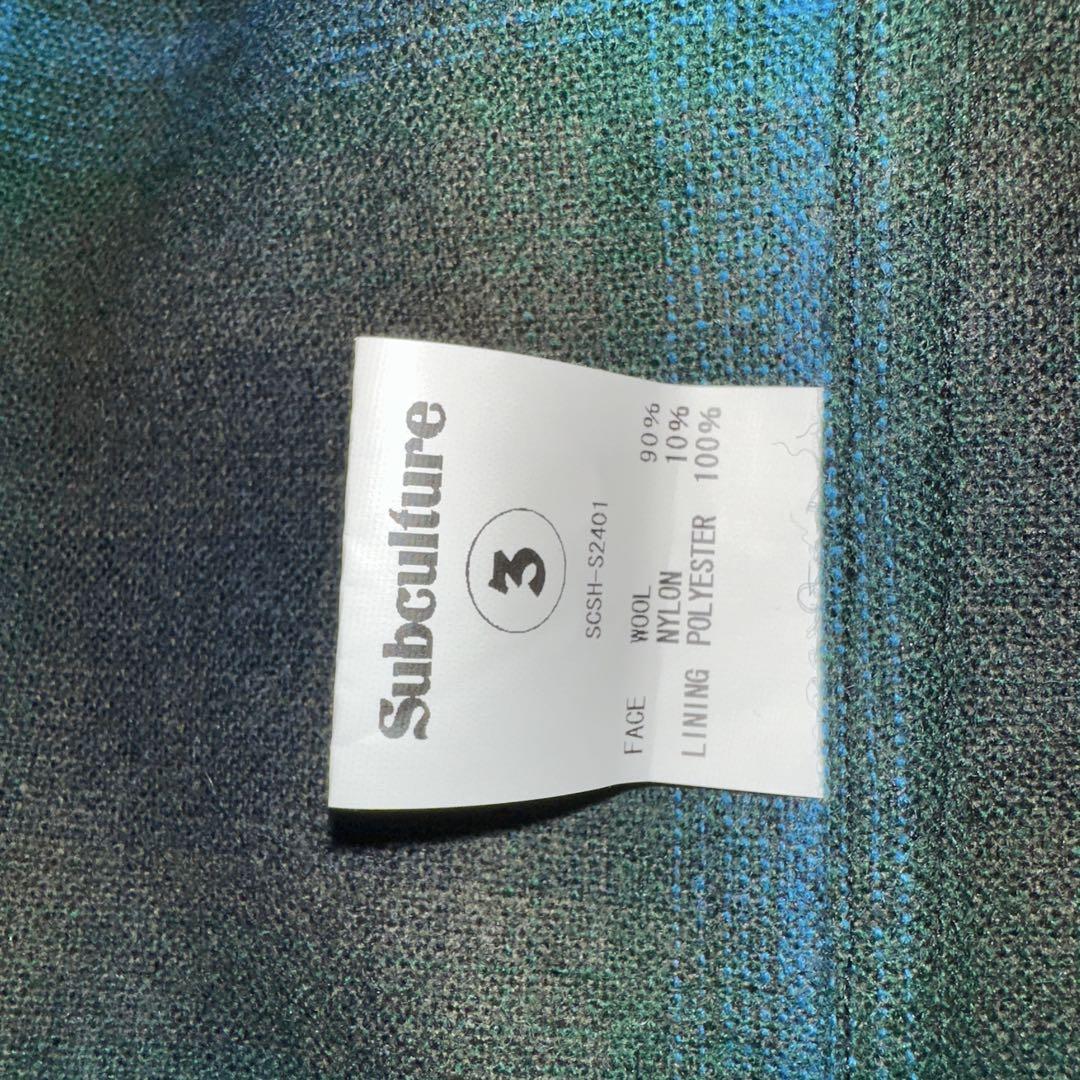 Subculture
3
SCSH-S2401
FACE WOOL 90%
NYLON 10%
LINING POLYESTER 100%